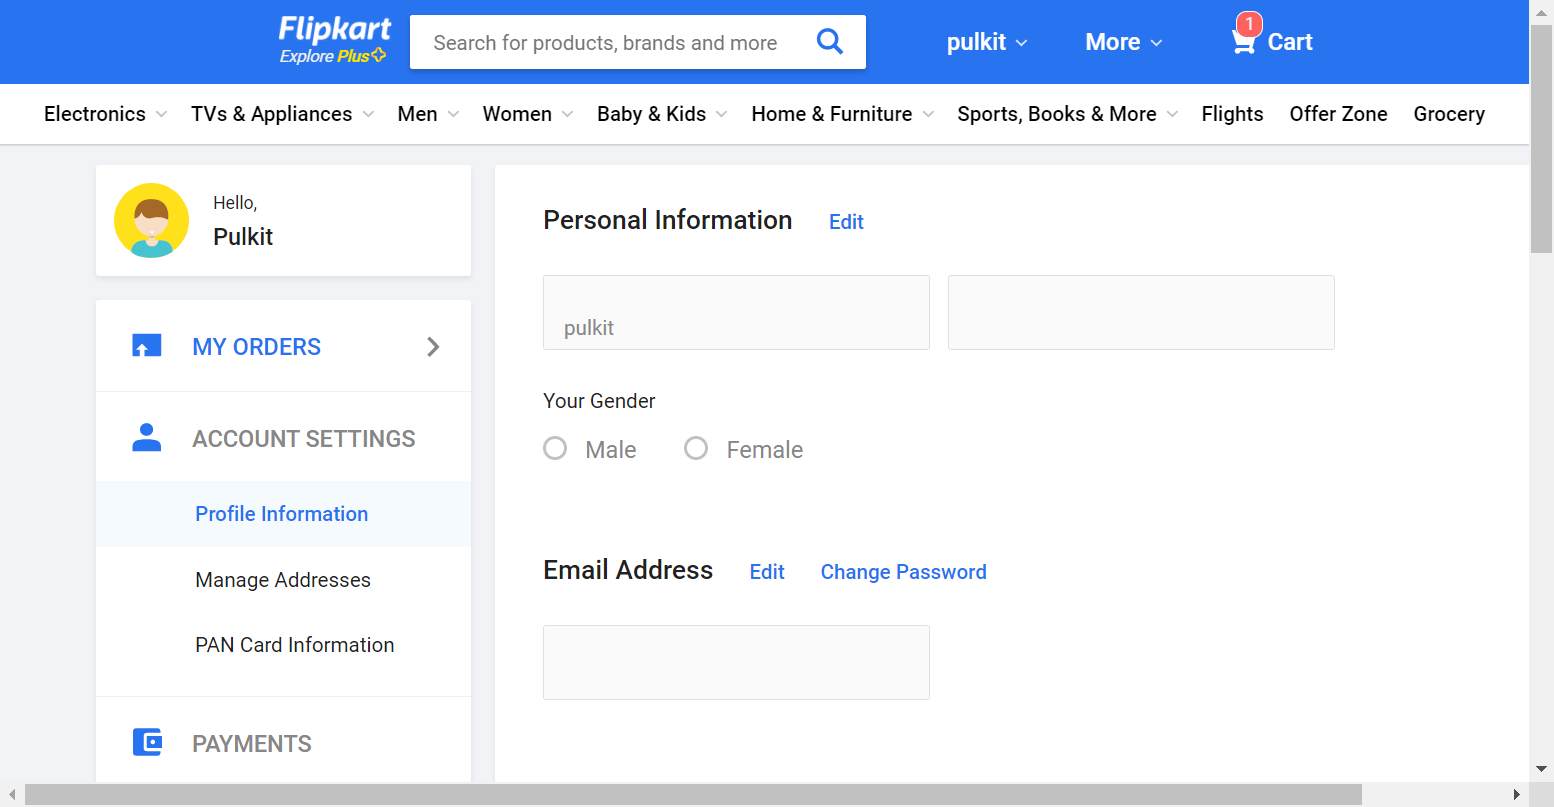 Flipkart
Explore Plus
Search for products, brands and more
pulkit
More
1
Cart
Electronics
TVs & Appliances
Men
Women
Baby & Kids
Home & Furniture
Sports, Books & More
Flights
Offer Zone
Grocery
Hello,
Pulkit
MY ORDERS
ACCOUNT SETTINGS
Profile Information
Manage Addresses
PAN Card Information
PAYMENTS
Personal Information
Edit
pulkit
Your Gender
Male
Female
Email Address
Edit
Change Password